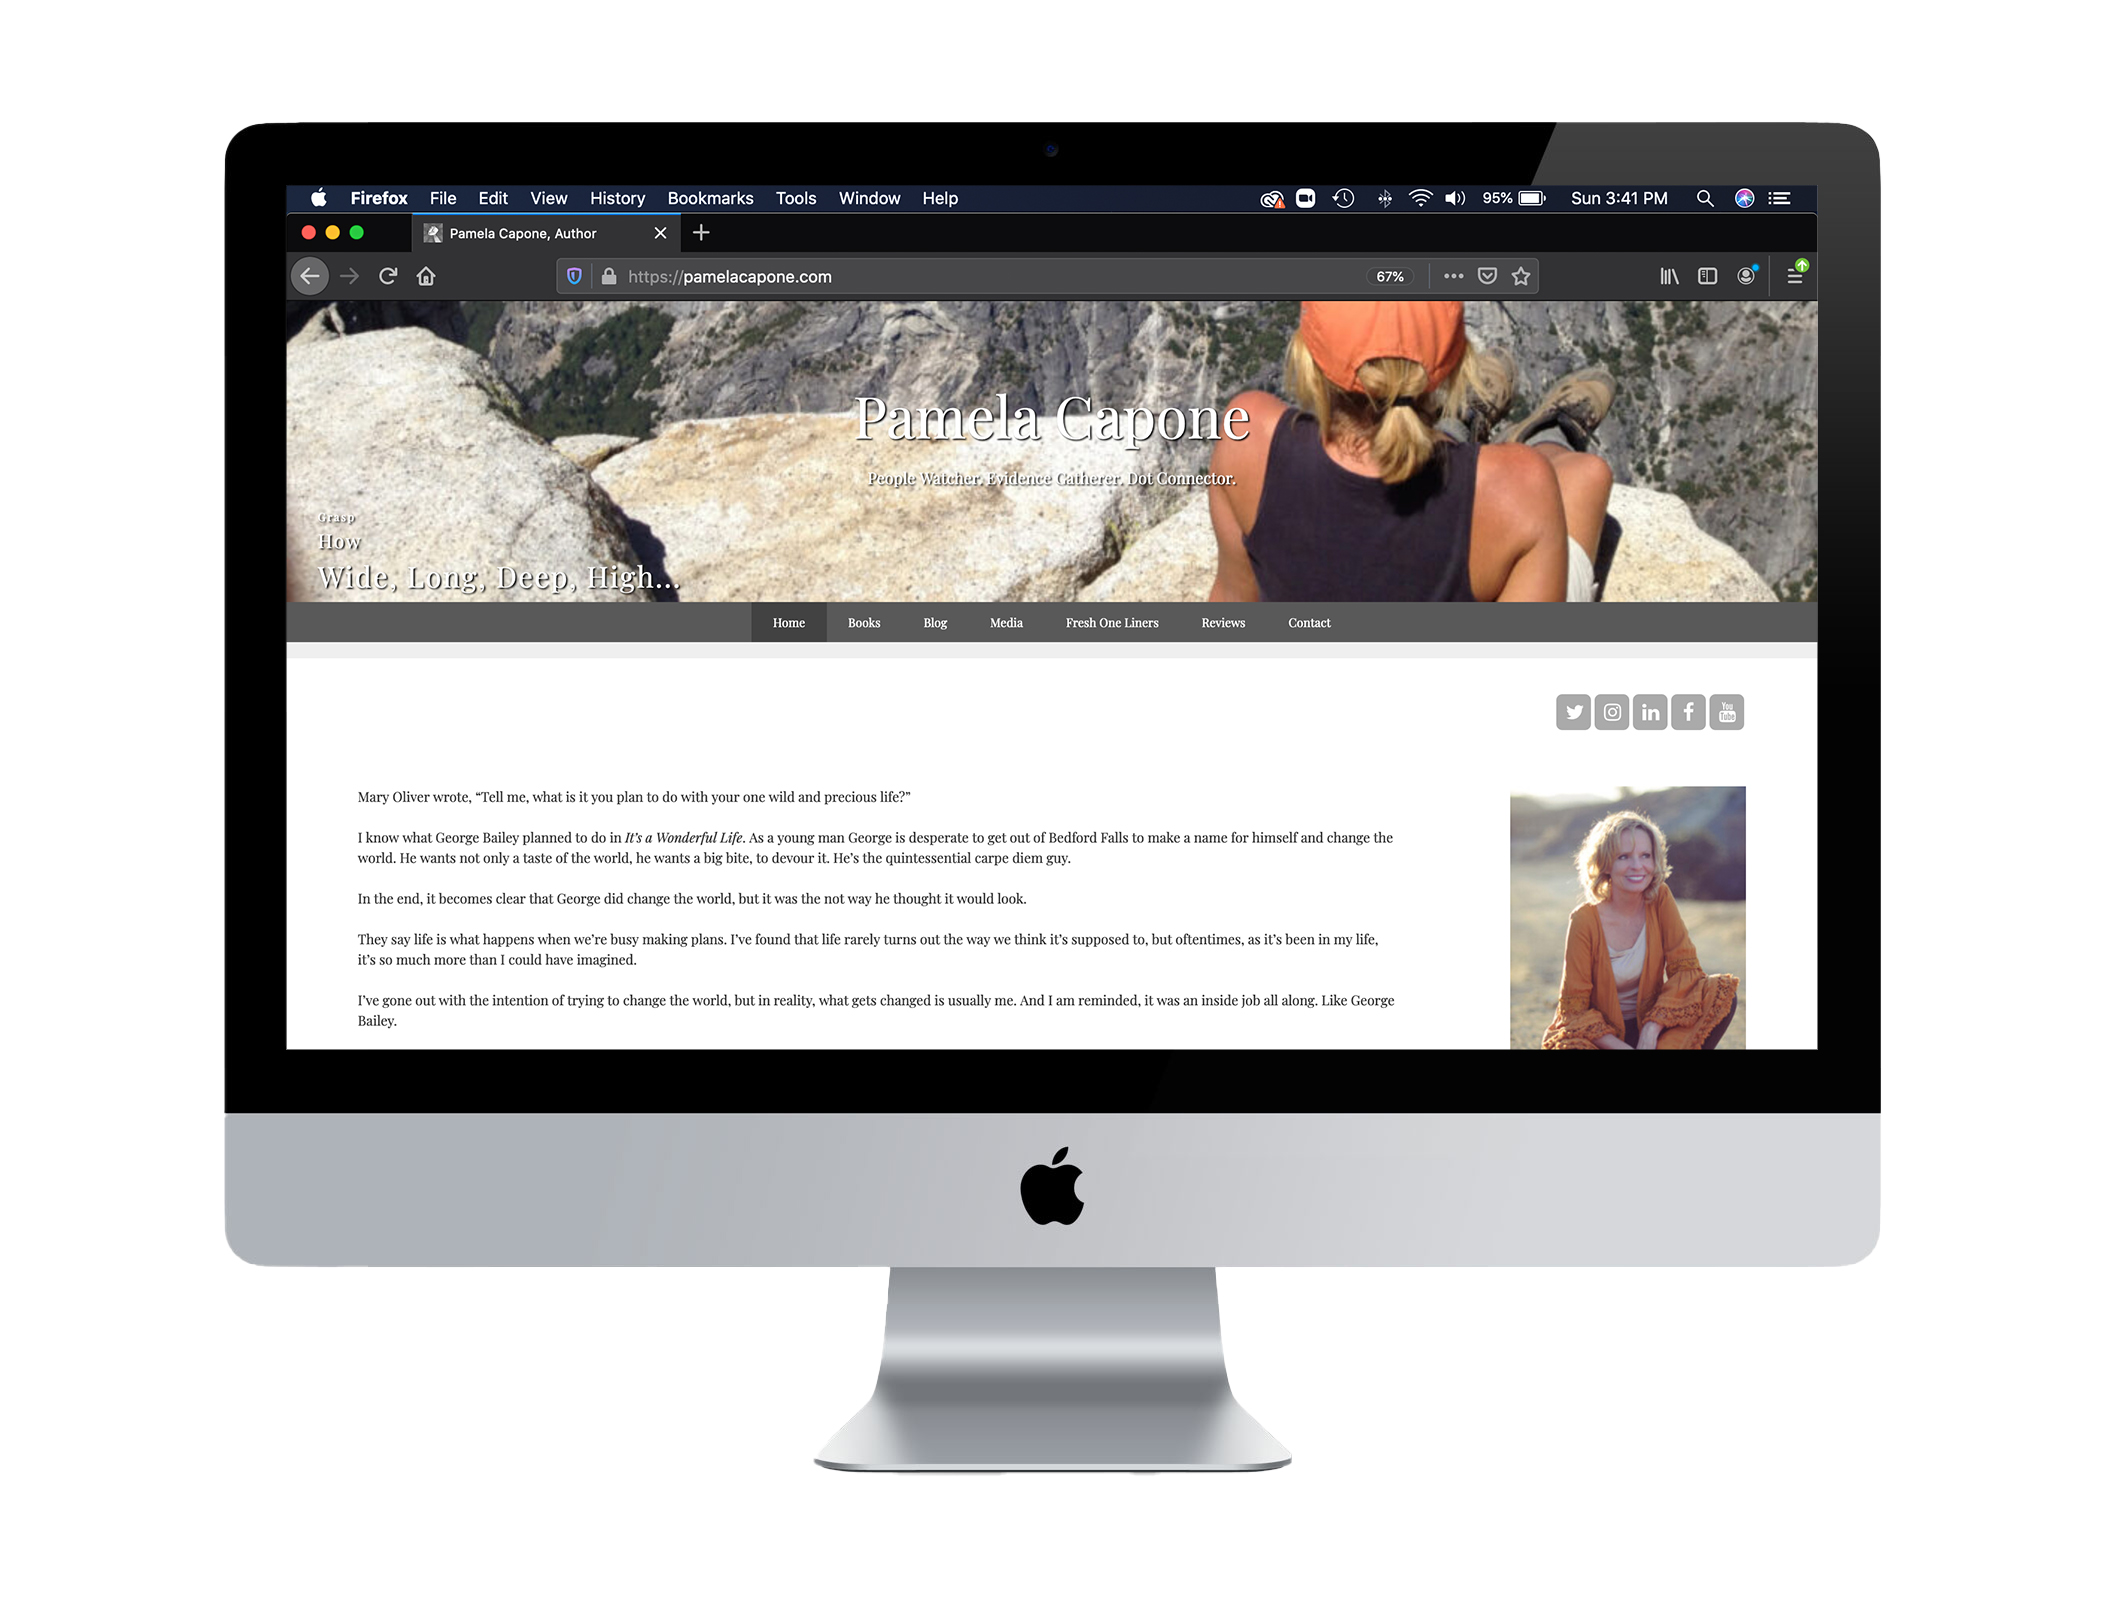 Firefox File Edit View History Bookmarks Tools Window Help 95% Sun 3:41 PM
Pamela Capone, Author
https://pamelacapone.com 67%
Pamela Capone
People Watcher. Evidence Gatherer. Dot Connector.
Grasp
How
Wide, Long, Deep, High...
Home Books Blog Media Fresh One Liners Reviews Contact
You
Tube
Mary Oliver wrote, “Tell me, what is it you plan to do with your one wild and precious life?”
I know what George Bailey planned to do in It’s a Wonderful Life. As a young man George is desperate to get out of Bedford Falls to make a name for himself and change the
world. He wants not only a taste of the world, he wants a big bite, to devour it. He’s the quintessential carpe diem guy.
In the end, it becomes clear that George did change the world, but it was the not way he thought it would look.
They say life is what happens when we’re busy making plans. I’ve found that life rarely turns out the way we think it’s supposed to, but oftentimes, as it’s been in my life,
it’s so much more than I could have imagined.
I’ve gone out with the intention of trying to change the world, but in reality, what gets changed is usually me. And I am reminded, it was an inside job all along. Like George
Bailey.